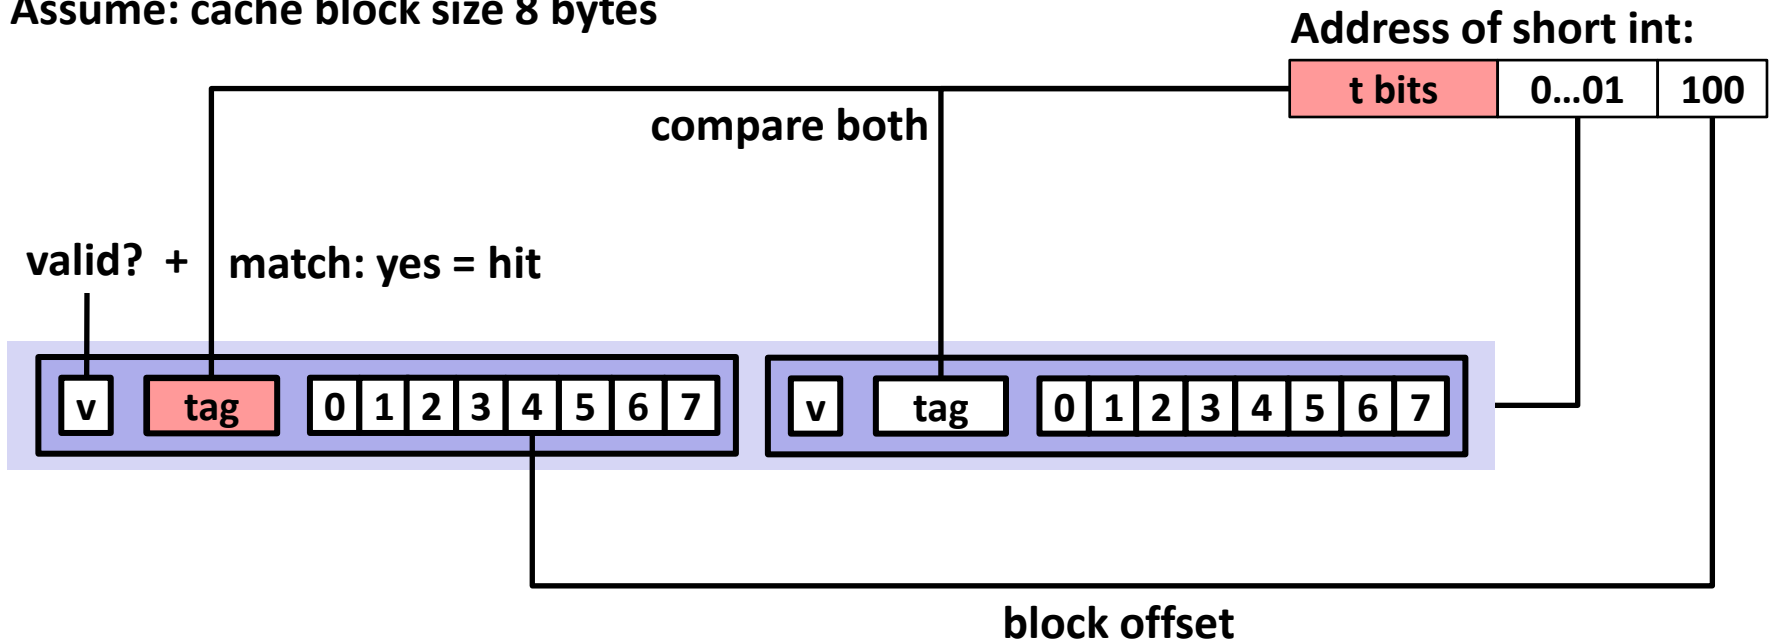 Assume: cache block size 8 bytes
Address of short int:
t bits 0...01 100
compare both
valid? + match: yes = hit
v tag 0 1 2 3 4 5 6 7 v tag 0 1 2 3 4 5 6 7
block offset